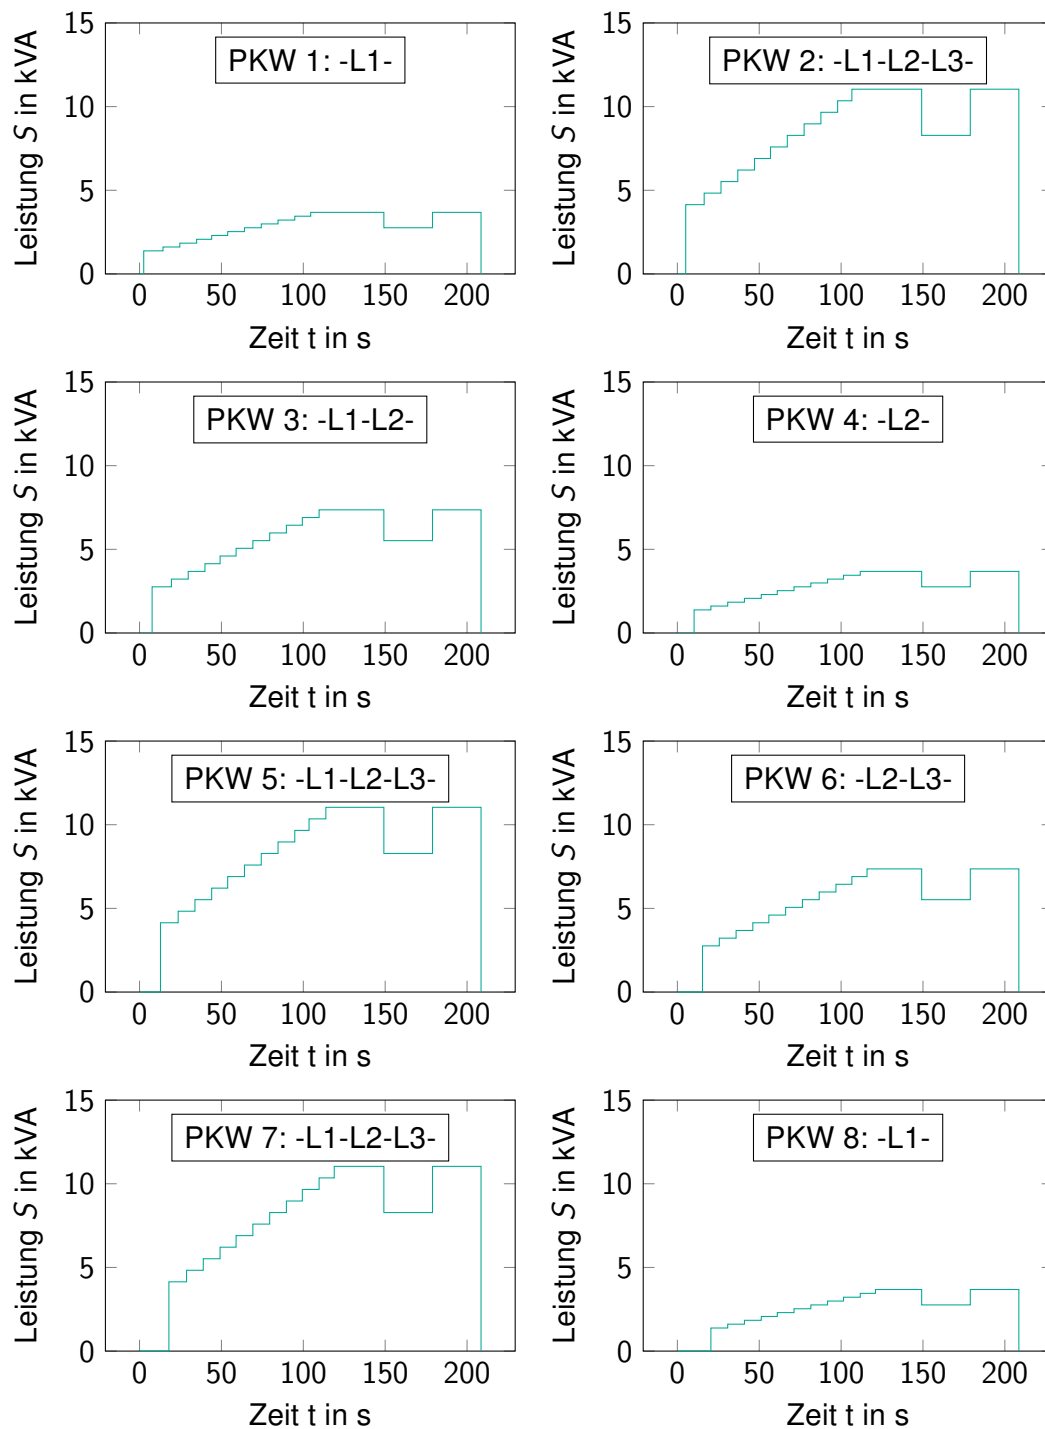 15
10
5
0
Leistung S in kVA
PKW 1: -L1-
0 50 100 150 200
Zeit t in s
15
10
5
0
Leistung S in kVA
PKW 2: -L1-L2-L3-
0 50 100 150 200
Zeit t in s
15
10
5
0
Leistung S in kVA
PKW 3: -L1-L2-
0 50 100 150 200
Zeit t in s
15
10
5
0
Leistung S in kVA
PKW 4: -L2-
0 50 100 150 200
Zeit t in s
15
10
5
0
Leistung S in kVA
PKW 5: -L1-L2-L3-
0 50 100 150 200
Zeit t in s
15
10
5
0
Leistung S in kVA
PKW 6: -L2-L3-
0 50 100 150 200
Zeit t in s
15
10
5
0
Leistung S in kVA
PKW 7: -L1-L2-L3-
0 50 100 150 200
Zeit t in s
15
10
5
0
Leistung S in kVA
PKW 8: -L1-
0 50 100 150 200
Zeit t in s